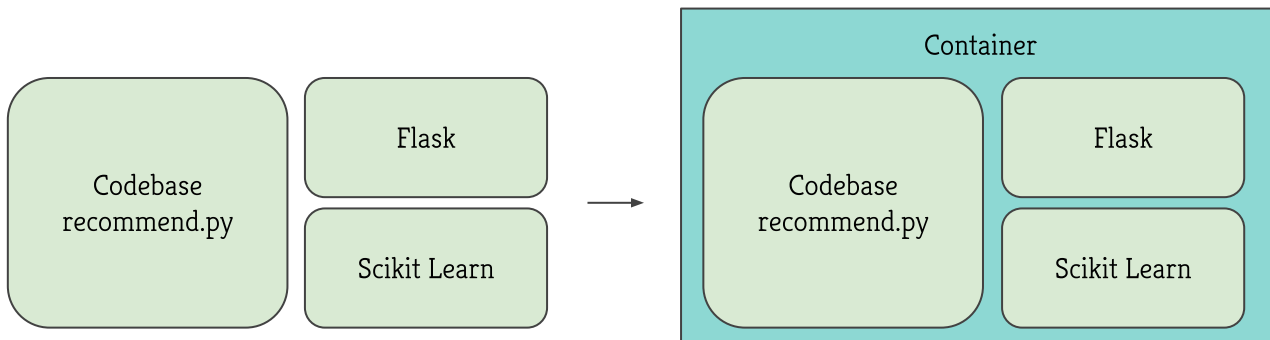 Codebase
recommend.py
Flask
Scikit Learn
Container
Codebase
recommend.py
Flask
Scikit Learn